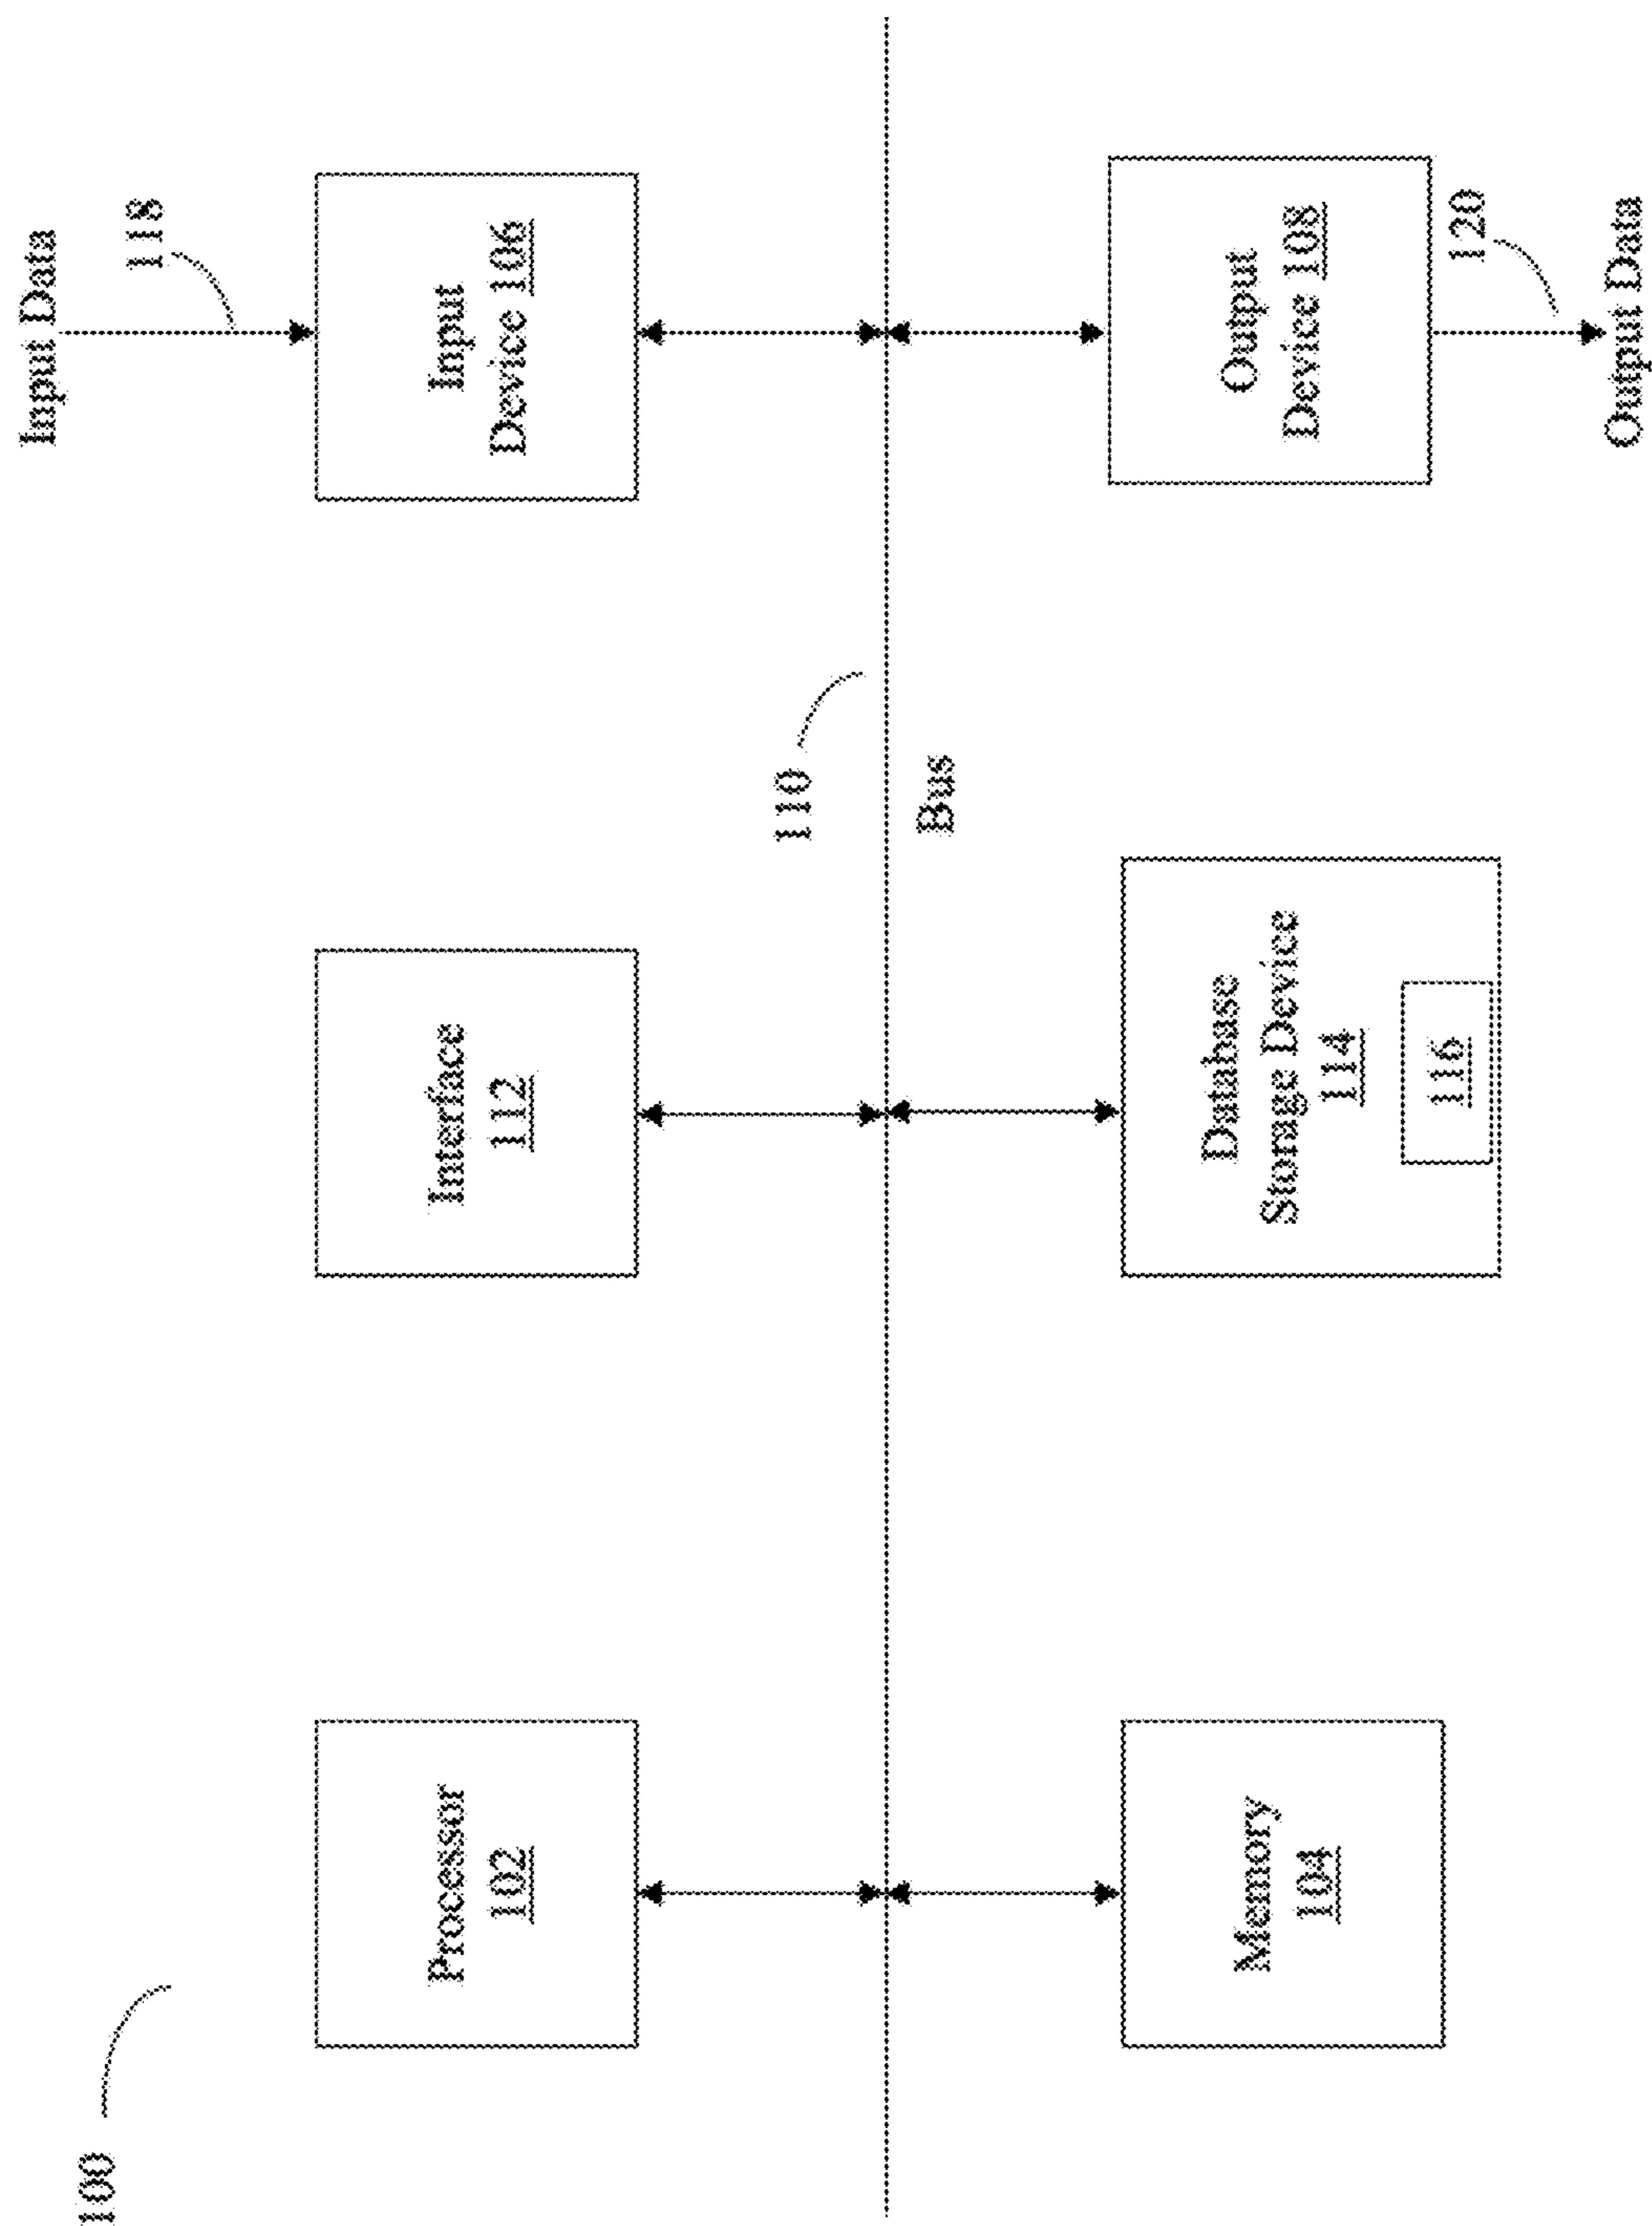 Input Data
100
118
Processor
102
Interface
112
Input
Device 106
110
Bus
Memory
104
Database
Storage Device
114
116
Output
Device 108
120
Output Data